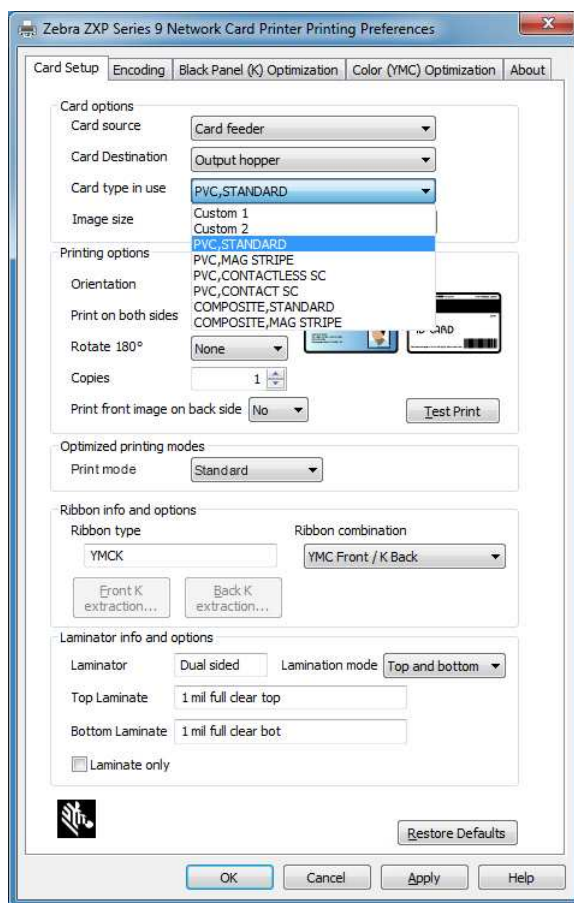 Zebra ZXP Series 9 Network Card Printer Printing Preferences
Card Setup Encoding Black Panel (K) Optimization Color (YMC) Optimization About
Card options
Card source Card feeder
Card Destination Output hopper
Card type in use PVC,STANDARD
Image size Custom 1
Custom 2
PVC,STANDARD
Printing options PVC,MAG STRIPE
PVC,CONTACTLESS SC
Orientation PVC,CONTACT SC
COMPOSITE,STANDARD
Print on both sides COMPOSITE,MAG STRIPE
ID CARD
Rotate 180° None
Copies 1
Print front image on back side No Test Print
Optimized printing modes
Print mode Standard
Ribbon info and options
Ribbon type Ribbon combination
YMCK YMC Front / K Back
Front K extraction... Back K extraction...
Laminator info and options
Laminator Dual sided Lamination mode Top and bottom
Top Laminate 1 mil full clear top
Bottom Laminate 1 mil full clear bot
Laminate only
Restore Defaults
OK Cancel Apply Help